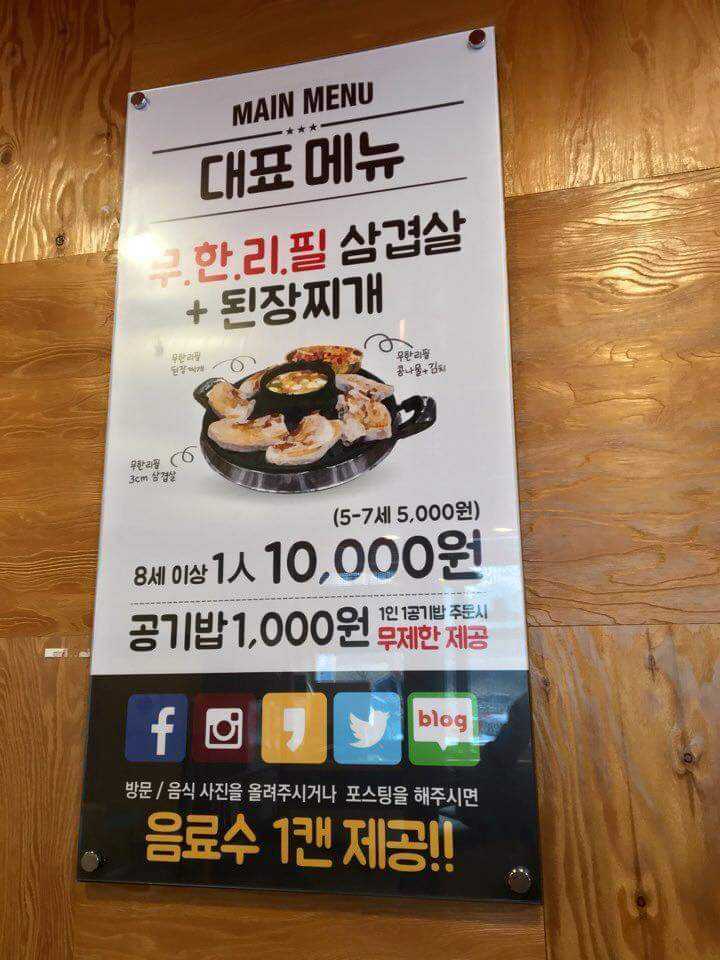 MAIN MENU
대표 메뉴
무.한.리.필 삼겹살
+ 된장찌개
무한리필
된장찌개
무한리필
콩나물+김치
무한리필
3cm 삼겹살
(5-7세 5,000원)
8세 이상 1人 10,000원
공기밥 1,000원
1인 1공기밥 주문시
무제한 제공
blog
방문 / 음식 사진을 올려주시거나 포스팅을 해주시면
음료수 1캔 제공!!